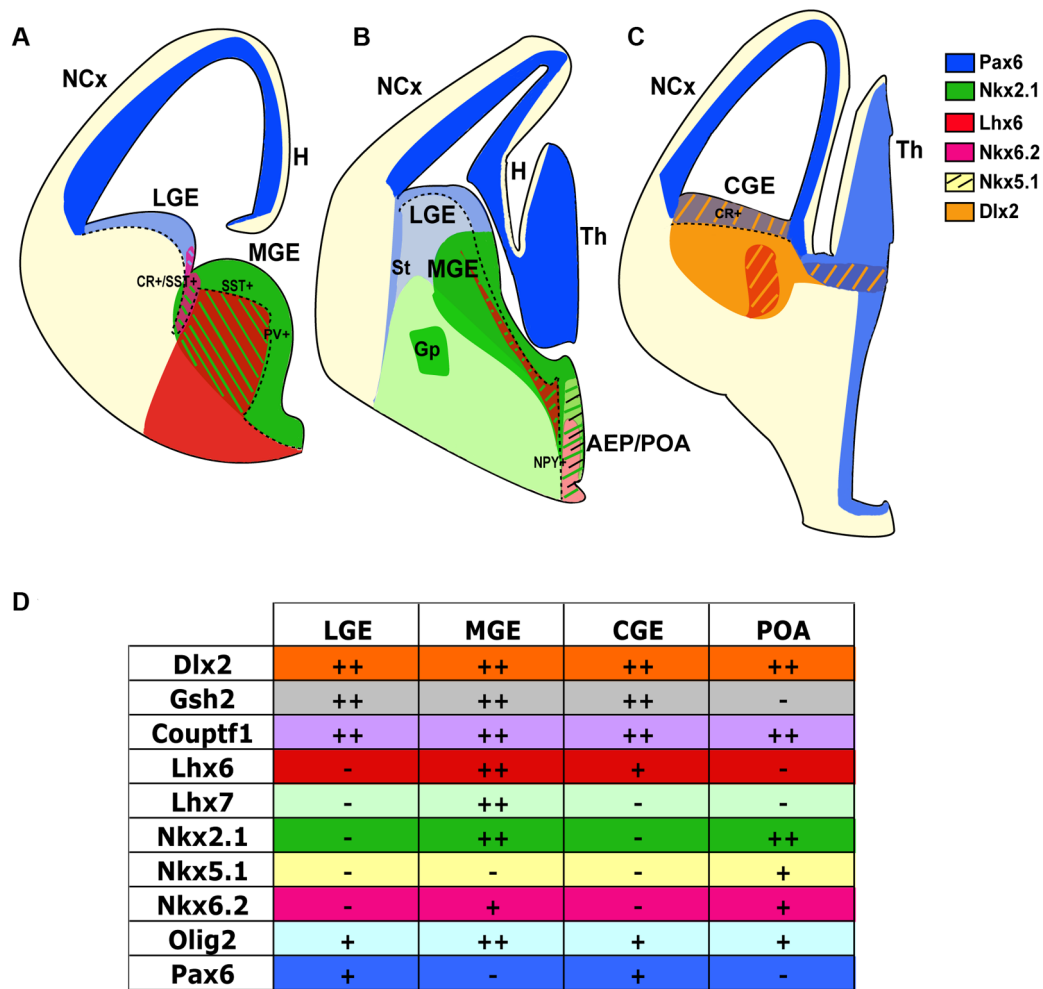 A
B
C
NCx
H
LGE
MGE
CR+/SST+
SST+
PV+
NCx
H
LGE
MGE
St
Gp
Th
AEP/POA
NPY+
NCx
CGE
CR+
Th
Pax6
Nkx2.1
Lhx6
Nkx6.2
Nkx5.1
Dlx2
D
LGE MGE CGE POA
Dlx2 ++ ++ ++ ++
Gsh2 ++ ++ ++ -
Couptf1 ++ ++ ++ ++
Lhx6 - ++ + -
Lhx7 - ++ - -
Nkx2.1 - ++ - ++
Nkx5.1 - - - +
Nkx6.2 - + - +
Olig2 + ++ + +
Pax6 + - + -